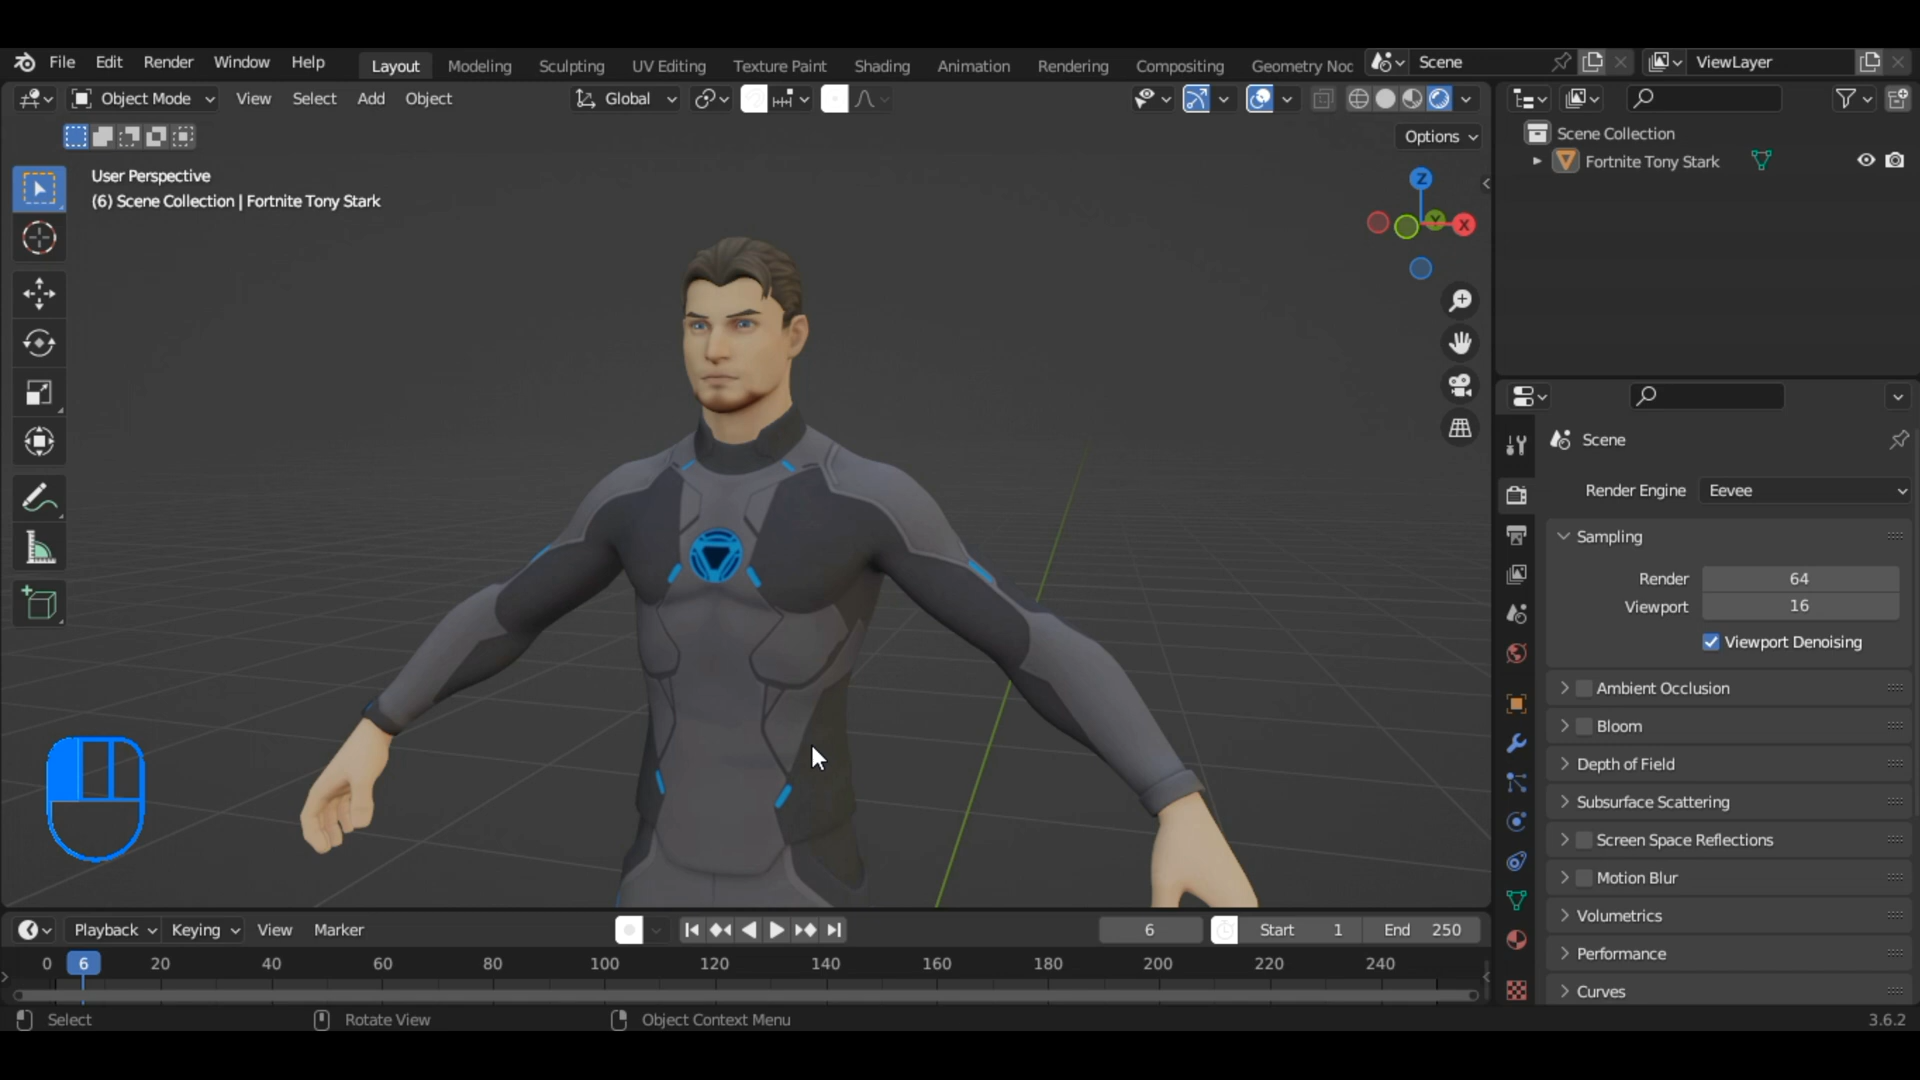 File Edit Render Window Help Layout Modeling Sculpting UV Editing Texture Paint Shading Animation Rendering Compositing Geometry Noc Scene ViewLayer
Object Mode View Select Add Object Global
Options
User Perspective
(6) Scene Collection | Fortnite Tony Stark
Z
Y
X
Scene Collection
Fortnite Tony Stark
Scene
Render Engine Eevee
Sampling
Render 64
Viewport 16
Viewport Denoising
Ambient Occlusion
Bloom
Depth of Field
Subsurface Scattering
Screen Space Reflections
Motion Blur
Volumetrics
Performance
Curves
Playback Keying View Marker 6 Start 1 End 250
0 6 20 40 60 80 100 120 140 160 180 200 220 240
Select Rotate View Object Context Menu 3.6.2